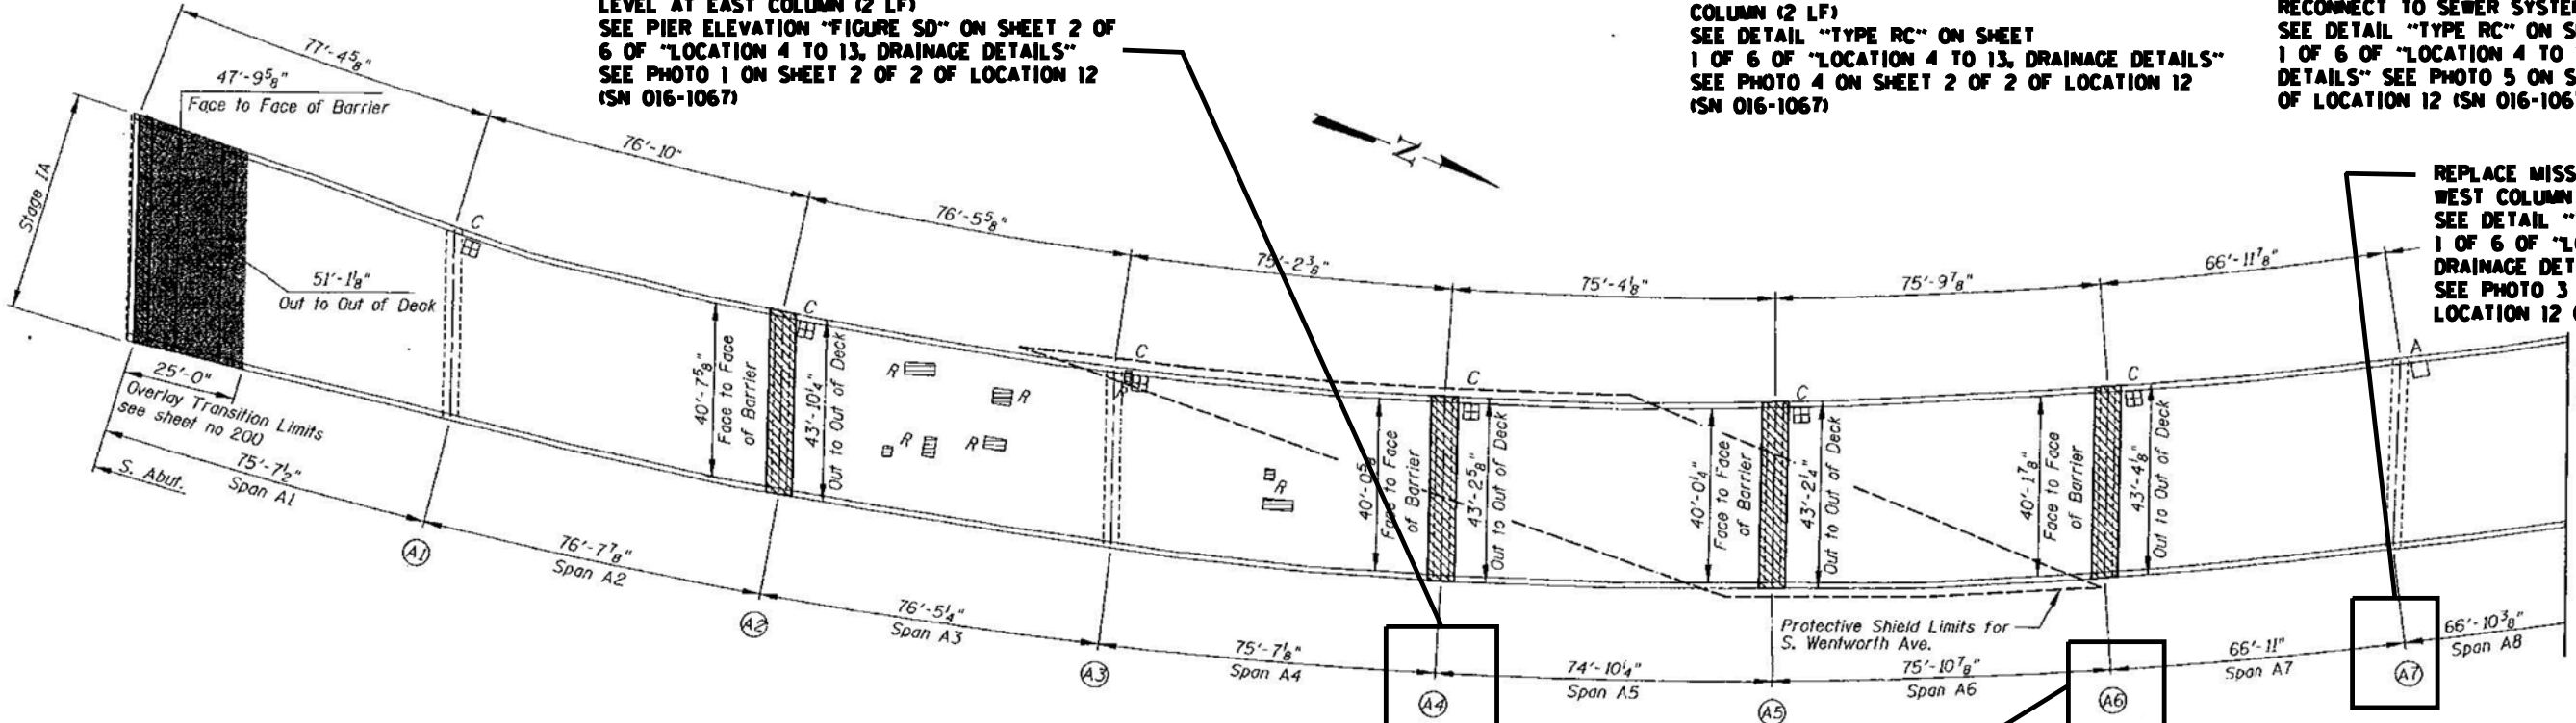 LEVEL AT EAST COLUMN (2 LF)
SEE PIER ELEVATION "FIGURE SD" ON SHEET 2 OF
6 OF "LOCATION 4 TO 13, DRAINAGE DETAILS"
SEE PHOTO 1 ON SHEET 2 OF 2 OF LOCATION 12
(SN 016-1067)
COLUMN (2 LF)
SEE DETAIL "TYPE RC" ON SHEET
1 OF 6 OF "LOCATION 4 TO 13, DRAINAGE DETAILS"
SEE PHOTO 4 ON SHEET 2 OF 2 OF LOCATION 12
(SN 016-1067)
RECONNECT TO SEWER SYSTE
SEE DETAIL "TYPE RC" ON S
1 OF 6 OF "LOCATION 4 TO
DETAILS" SEE PHOTO 5 ON S
OF LOCATION 12 (SN 016-106
REPLACE MISS
WEST COLUMN
SEE DETAIL "
1 OF 6 OF "LO
DRAINAGE DET
SEE PHOTO 3
LOCATION 12
77'-4 5/8"
47'-9 5/8"
Face to Face of Barrier
76'-10"
76'-5 5/8"
75'-2 3/8"
75'-4 1/8"
75'-9 7/8"
66'-11 7/8"
N
Stage IA
51'-1 1/8"
Out to Out of Deck
C
C
C
C
C
C
A
40'-7 5/8"
Face to Face
of Barrier
43'-10 1/4"
Out to Out of Deck
R
R
R
R
R
40'-0 5/8"
Face to Face
of Barrier
43'-2 5/8"
Out to Out of Deck
40'-0 1/4"
Face to Face
of Barrier
43'-2 1/4"
Out to Out of Deck
40'-1 7/8"
Face to Face
of Barrier
43'-4 1/8"
Out to Out of Deck
25'-0"
Overlay Transition Limits
see sheet no 200
S. Abut.
75'-7 1/2"
Span A1
A1
76'-7 7/8"
Span A2
A2
76'-5 1/4"
Span A3
A3
75'-7 1/8"
Span A4
A4
74'-10 1/4"
Span A5
A5
Protective Shield Limits for
S. Wentworth Ave.
75'-10 7/8"
Span A6
A6
66'-11"
Span A7
A7
66'-10 3/8"
Span A8